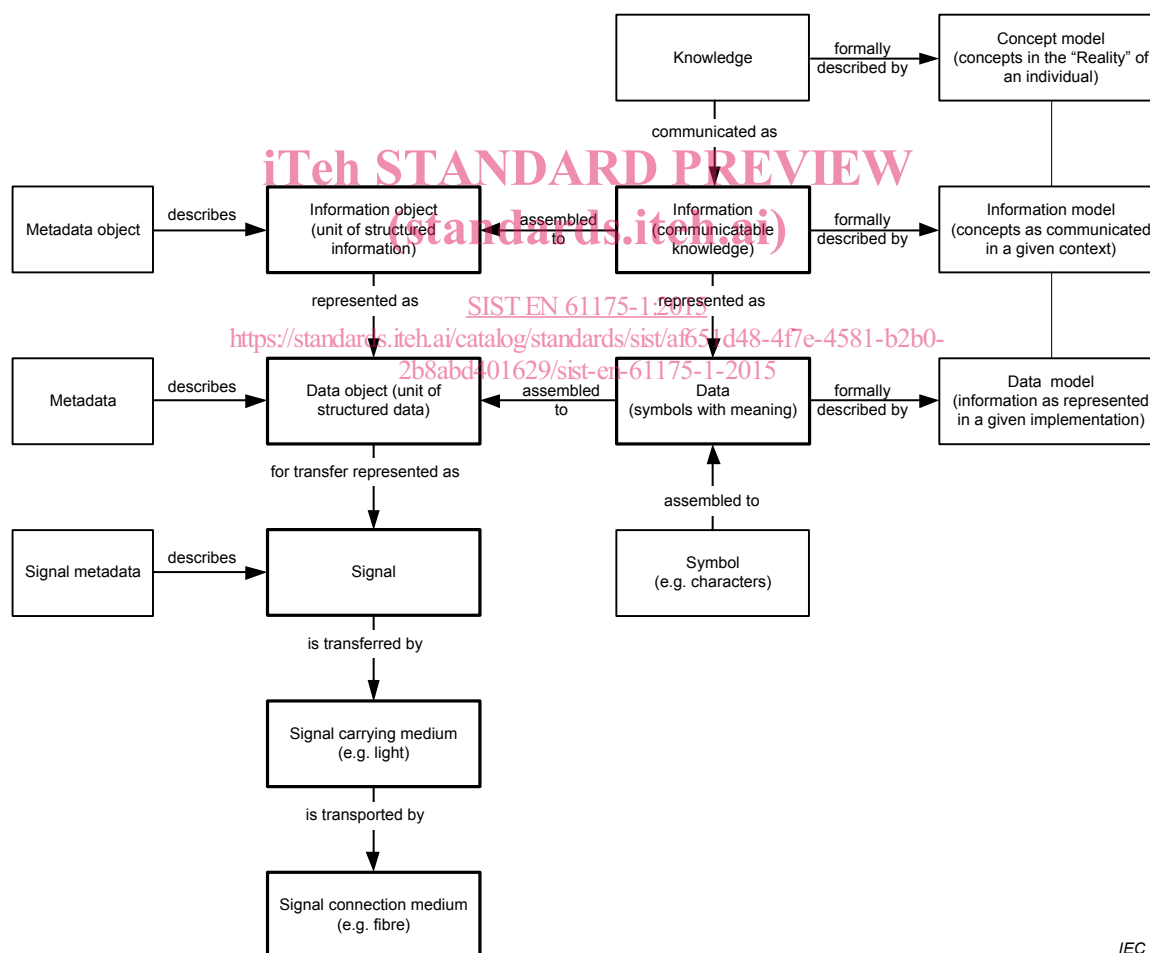 Knowledge
formally
described by
Concept model
(concepts in the “Reality” of
an individual)
communicated as
iTeh STANDARD PREVIEW
(standards.iteh.ai)
Metadata object
describes
Information object
(unit of structured
information)
assembled
to
Information
(communicatable
knowledge)
formally
described by
Information model
(concepts as communicated
in a given context)
represented as
represented as
SIST EN 61175-1:2015
https://standards.iteh.ai/catalog/standards/sist/af651d48-4f7e-4581-b2b0-
2b8abd401629/sist-en-61175-1-2015
Metadata
describes
Data object (unit of
structured data)
assembled
to
Data
(symbols with meaning)
formally
described by
Data model
(information as represented
in a given implementation)
for transfer represented as
assembled to
Signal metadata
describes
Signal
Symbol
(e.g. characters)
is transferred by
Signal carrying medium
(e.g. light)
is transported by
Signal connection medium
(e.g. fibre)
IEC